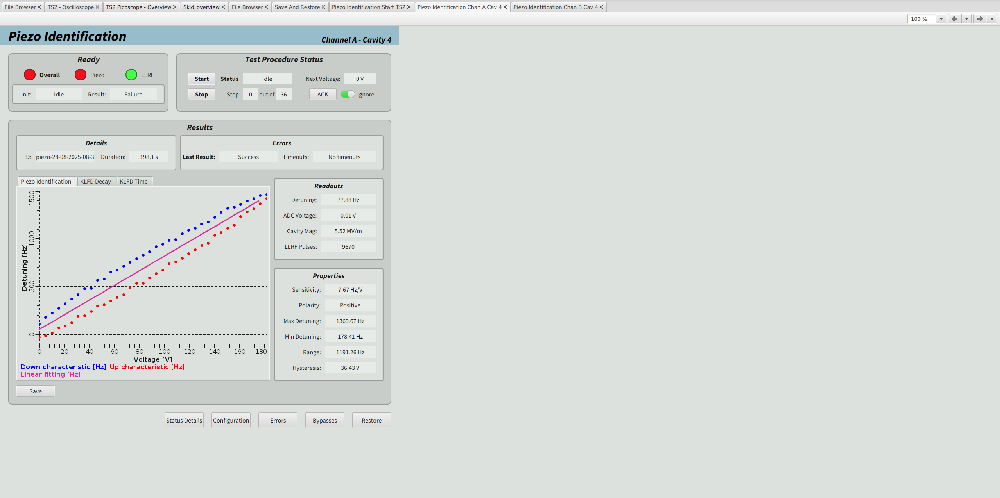 File Browser TS2 - Oscilloscope TS2 Picoscope - Overview Skid_overview File Browser Save And Restore Piezo Identification Start TS2 Piezo Identification Chan A Cav 4 Piezo Identification Chan B Cav 4
100 %
Piezo Identification
Channel A - Cavity 4
Ready
Overall Piezo LLRF
Init: Idle Result: Failure
Test Procedure Status
Start Status Idle Next Voltage: 0 V
Stop Step 0 out of 36 ACK Ignore
Results
Details
ID: piezo-28-08-2025-08-3 Duration: 198.1 s
Errors
Last Result: Success Timeouts: No timeouts
Piezo Identification KLFD Decay KLFD Time
1500
1000
500
0
Detuning [Hz]
0 20 40 60 80 100 120 140 160 180
Voltage [V]
Down characteristic [Hz] Up characteristic [Hz]
Linear fitting [Hz]
Readouts
Detuning: 77.88 Hz
ADC Voltage: 0.01 V
Cavity Mag: 5.52 MV/m
LLRF Pulses: 9670
Properties
Sensitivity: 7.67 Hz/V
Polarity: Positive
Max Detuning: 1369.67 Hz
Min Detuning: 178.41 Hz
Range: 1191.26 Hz
Hysteresis: 36.43 V
Save
Status Details Configuration Errors Bypasses Restore